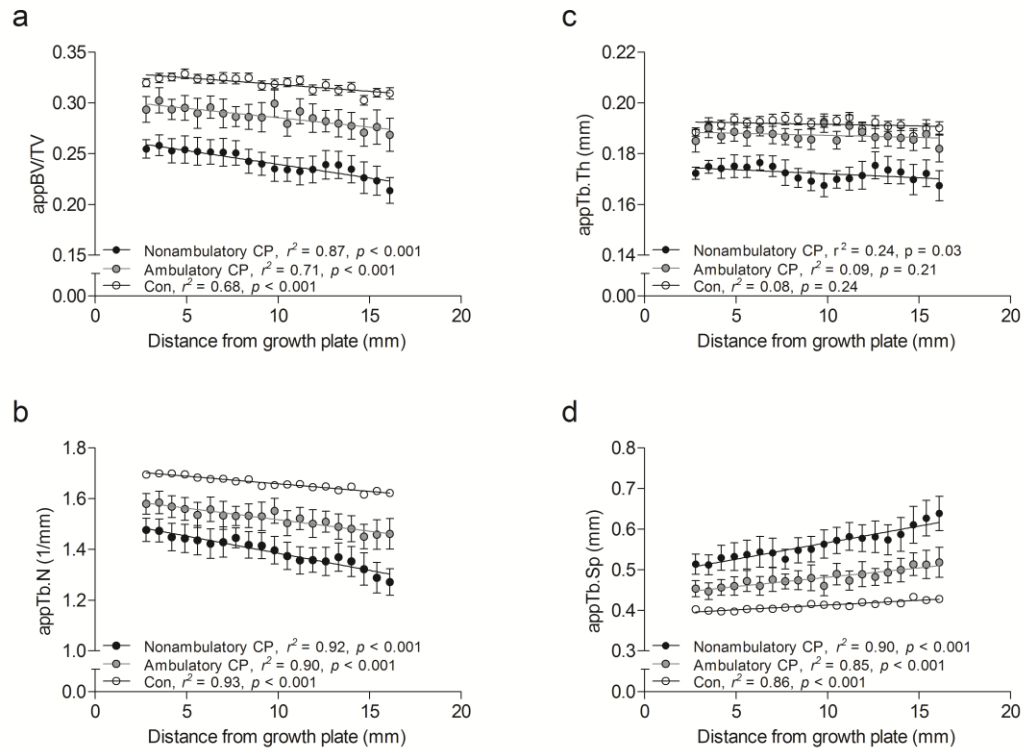 a
0.35
0.30
0.25
0.20
0.15
0.00
appBV/TV
Nonambulatory CP, r² = 0.87, p < 0.001
Ambulatory CP, r² = 0.71, p < 0.001
Con, r² = 0.68, p < 0.001
0 5 10 15 20
Distance from growth plate (mm)
c
0.22
0.20
0.18
0.16
0.14
0.00
appTb.Th (mm)
Nonambulatory CP, r² = 0.24, p = 0.03
Ambulatory CP, r² = 0.09, p = 0.21
Con, r² = 0.08, p = 0.24
0 5 10 15 20
Distance from growth plate (mm)
b
1.8
1.6
1.4
1.2
1.0
0.0
appTb.N (1/mm)
Nonambulatory CP, r² = 0.92, p < 0.001
Ambulatory CP, r² = 0.90, p < 0.001
Con, r² = 0.93, p < 0.001
0 5 10 15 20
Distance from growth plate (mm)
d
0.8
0.7
0.6
0.5
0.4
0.3
0.0
appTb.Sp (mm)
Nonambulatory CP, r² = 0.90, p < 0.001
Ambulatory CP, r² = 0.85, p < 0.001
Con, r² = 0.86, p < 0.001
0 5 10 15 20
Distance from growth plate (mm)